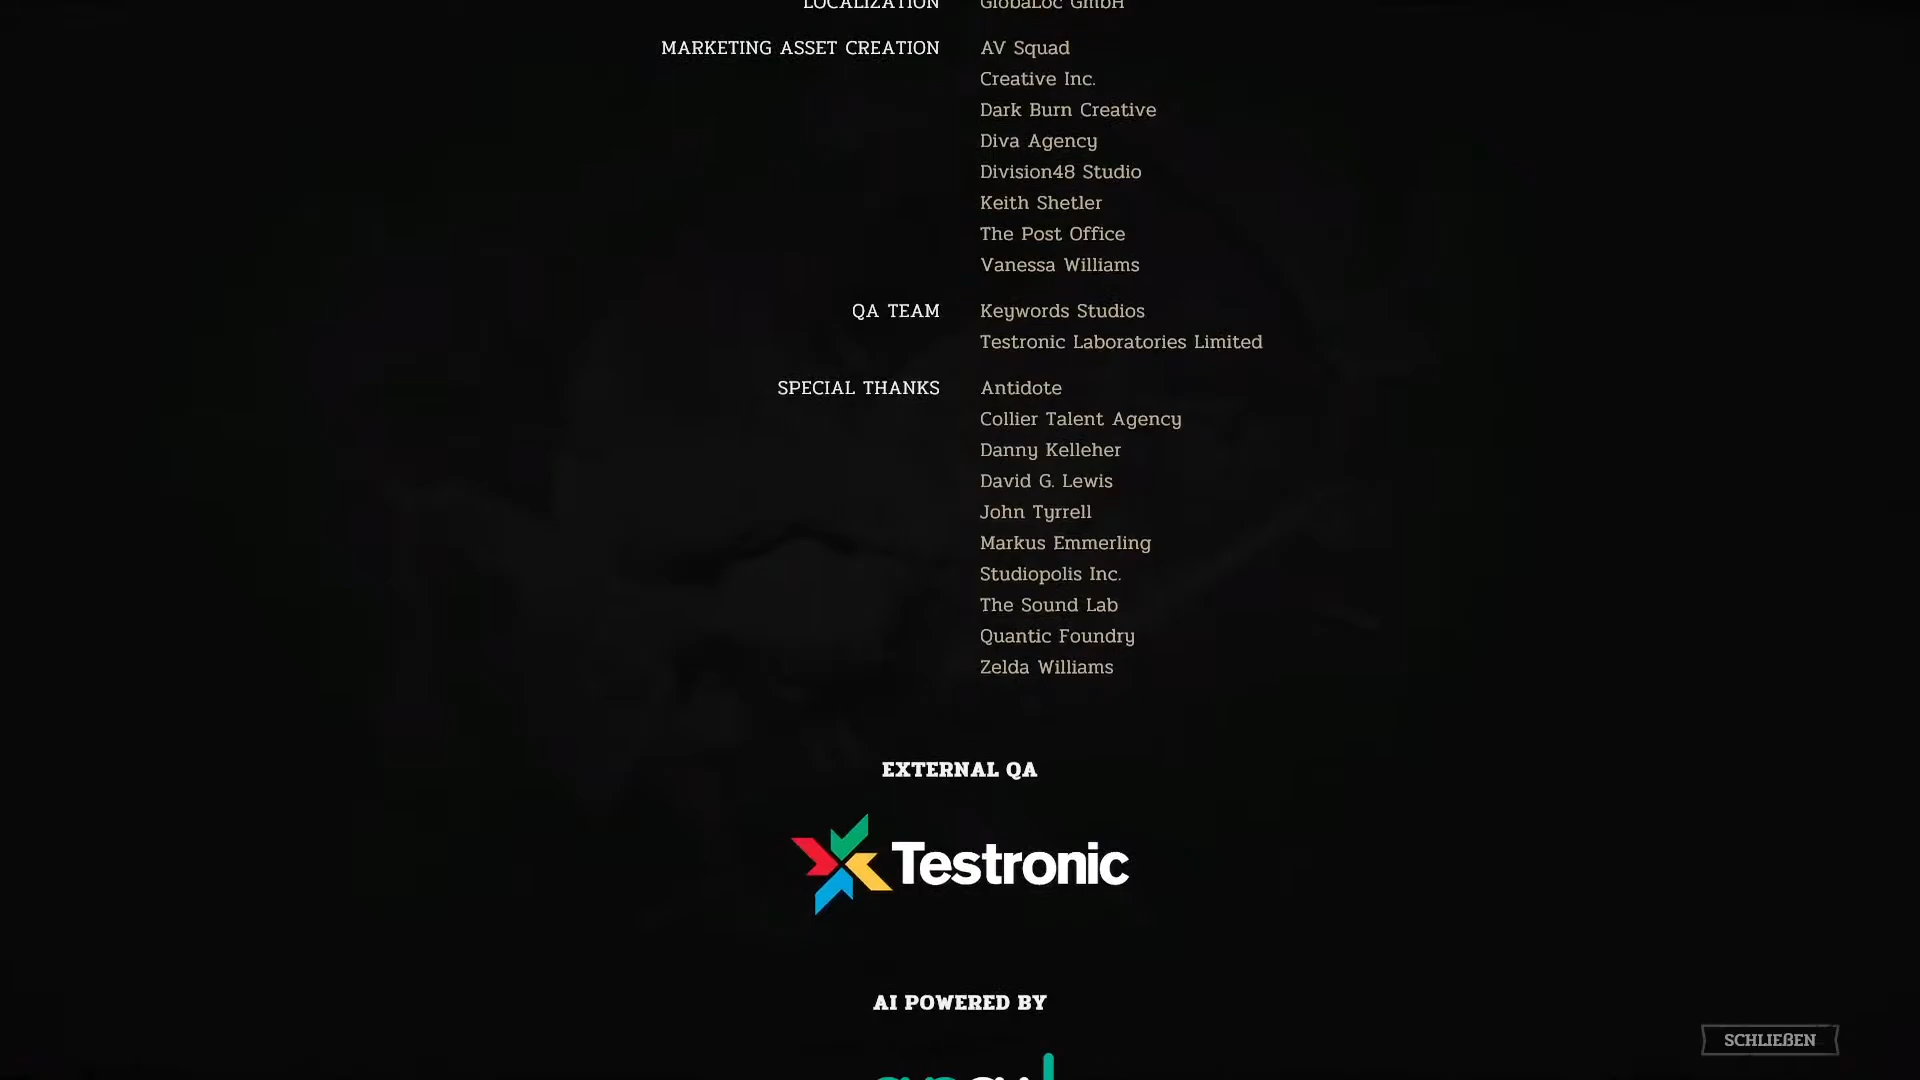 LOCALIZATION GlobaLoc GmbH
MARKETING ASSET CREATION AV Squad
Creative Inc.
Dark Burn Creative
Diva Agency
Division48 Studio
Keith Shetler
The Post Office
Vanessa Williams
QA TEAM Keywords Studios
Testronic Laboratories Limited
SPECIAL THANKS Antidote
Collier Talent Agency
Danny Kelleher
David G. Lewis
John Tyrrell
Markus Emmerling
Studiopolis Inc.
The Sound Lab
Quantic Foundry
Zelda Williams
EXTERNAL QA
Testronic
AI POWERED BY
SCHLIEẞEN